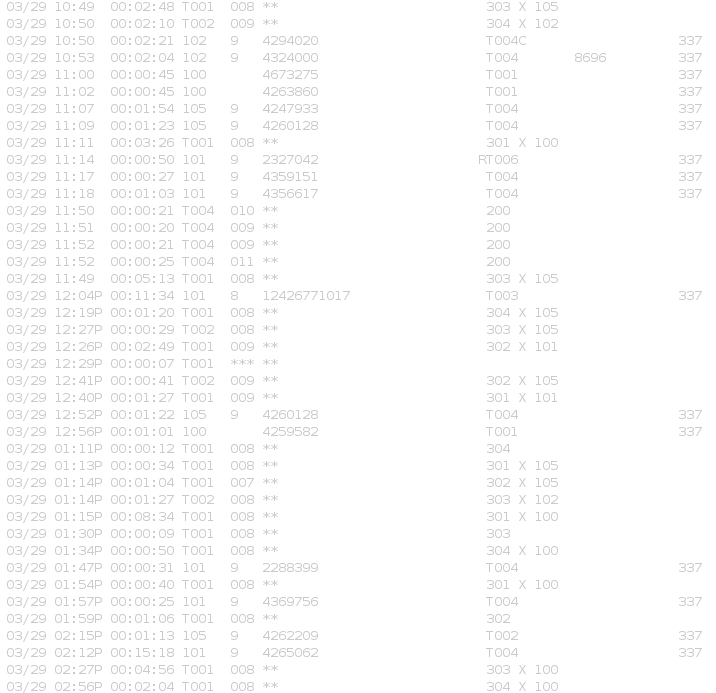 03/29 10:49 00:02:48 T001 008 ** 303 X 105
03/29 10:50 00:02:10 T002 009 ** 304 X 102
03/29 10:50 00:02:21 102 9 4294020 T004C 337
03/29 10:53 00:02:04 102 9 4324000 T004 8696 337
03/29 11:00 00:00:45 100 4673275 T001 337
03/29 11:02 00:00:45 100 4263860 T001 337
03/29 11:07 00:01:54 105 9 4247933 T004 337
03/29 11:09 00:01:23 105 9 4260128 T004 337
03/29 11:11 00:03:26 T001 008 ** 301 X 100
03/29 11:14 00:00:50 101 9 2327042 RT006 337
03/29 11:17 00:00:27 101 9 4359151 T004 337
03/29 11:18 00:01:03 101 9 4356617 T004 337
03/29 11:50 00:00:21 T004 010 ** 200
03/29 11:51 00:00:20 T004 009 ** 200
03/29 11:52 00:00:21 T004 009 ** 200
03/29 11:52 00:00:25 T004 011 ** 200
03/29 11:49 00:05:13 T001 008 ** 303 X 105
03/29 12:04P 00:11:34 101 8 12426771017 T003 337
03/29 12:19P 00:01:20 T001 008 ** 304 X 105
03/29 12:27P 00:00:29 T002 008 ** 303 X 105
03/29 12:26P 00:02:49 T001 009 ** 302 X 101
03/29 12:29P 00:00:07 T001 *** **
03/29 12:41P 00:00:41 T002 009 ** 302 X 105
03/29 12:40P 00:01:27 T001 009 ** 301 X 101
03/29 12:52P 00:01:22 105 9 4260128 T004 337
03/29 12:56P 00:01:01 100 4259582 T001 337
03/29 01:11P 00:00:12 T001 008 ** 304
03/29 01:13P 00:00:34 T001 008 ** 301 X 105
03/29 01:14P 00:01:04 T001 007 ** 302 X 105
03/29 01:14P 00:01:27 T002 008 ** 303 X 102
03/29 01:15P 00:08:34 T001 008 ** 301 X 100
03/29 01:30P 00:00:09 T001 008 ** 303
03/29 01:34P 00:00:50 T001 008 ** 304 X 100
03/29 01:47P 00:00:31 101 9 2288399 T004 337
03/29 01:54P 00:00:40 T001 008 ** 301 X 100
03/29 01:57P 00:00:25 101 9 4369756 T004 337
03/29 01:59P 00:01:06 T001 008 ** 302
03/29 02:15P 00:01:13 105 9 4262209 T002 337
03/29 02:12P 00:15:18 101 9 4265062 T004 337
03/29 02:27P 00:04:56 T001 008 ** 303 X 100
03/29 02:56P 00:02:04 T001 008 ** 304 X 100